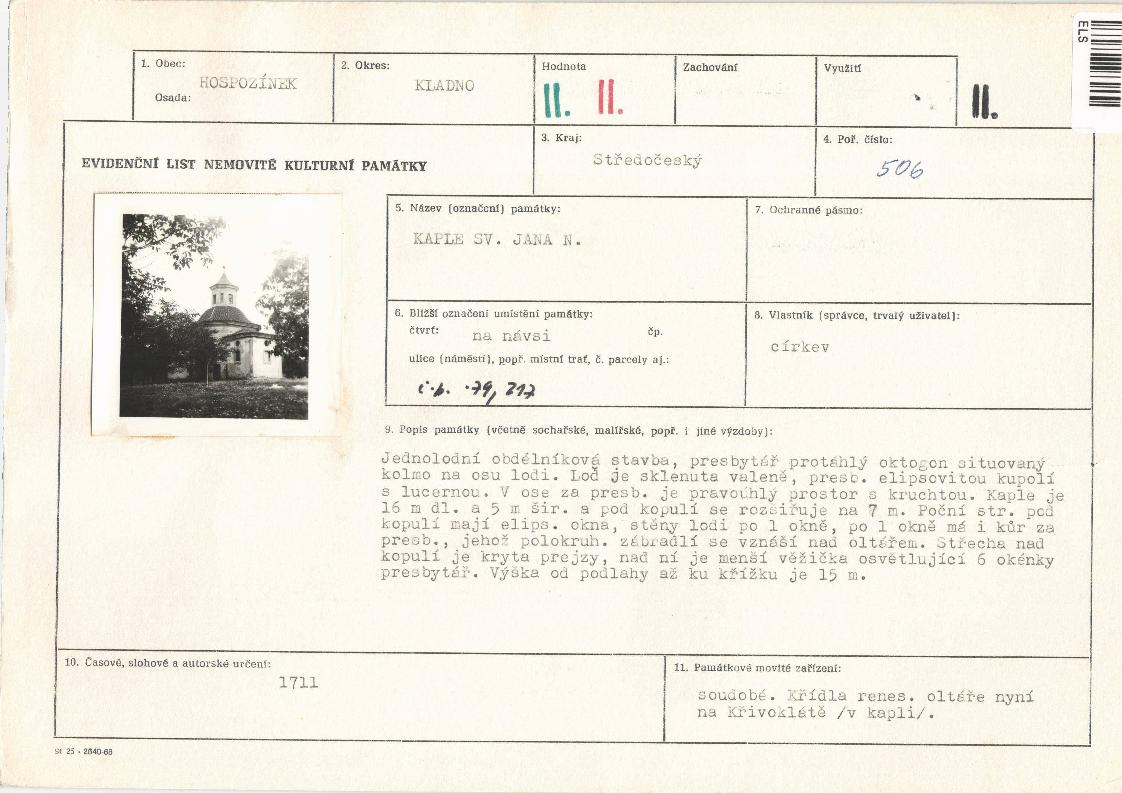 ELS
1. Obec:
HOSPOZÍNEK
Osada:
2. Okres:
KLADNO
Hodnota
II. II.
Zachování
Využití
II.
EVIDENČNÍ LIST NEMOVITÉ KULTURNÍ PAMÁTKY
3. Kraj:
Středočeský
4. Poř. číslo:
506
5. Název (označení) památky:
KAPLE SV. JANA N.
7. Ochranné pásmo:
6. Bližší označení umístění památky:
čtvrť: na návsi čp.
ulice (náměstí), popř. místní trať, č. parcely aj.:
č.p. 79, 217
8. Vlastník (správce, trvalý uživatel):
církev
9. Popis památky (včetně sochařské, malířské, popř. i jiné výzdoby):
Jednolodní obdélníková stavba, presbytář protáhlý oktogon situovaný
kolmo na osu lodi. Loď je sklenuta valeně, presb. elipsovitou kupolí
s lucernou. V ose za presb. je pravoúhlý prostor s kruchtou. Kaple je
16 m dl. a 5 m šir. a pod kupolí se rozšiřuje na 7 m. Poční str. pod
kopulí mají elips. okna, stěny lodi po 1 okně, po 1 okně má i kůr za
presb., jehož polokruh. zábradlí se vznáší nad oltářem. Střecha nad
kopulí je kryta prejzy, nad ní je menší věžička osvětlující 6 okénky
presbytář. Výška od podlahy až ku křížku je 15 m.
10. Časové, slohové a autorské určení:
1711
11. Památkové movité zařízení:
soudobé. Křídla renes. oltáře nyní
na Křivoklátě /v kapli/.
St 25 - 2640-68